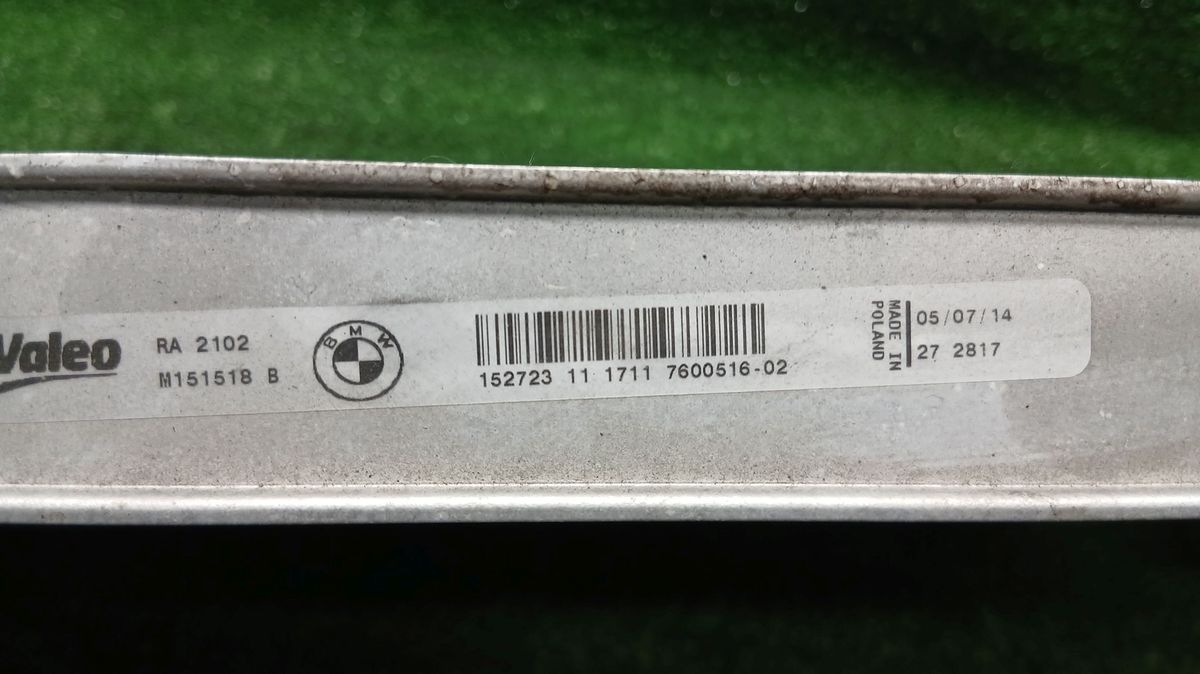 Valeo
RA 2102
M151518 B
BMW
152723 11 1711 7600516-02
MADE IN
POLAND
05/07/14
27 2817